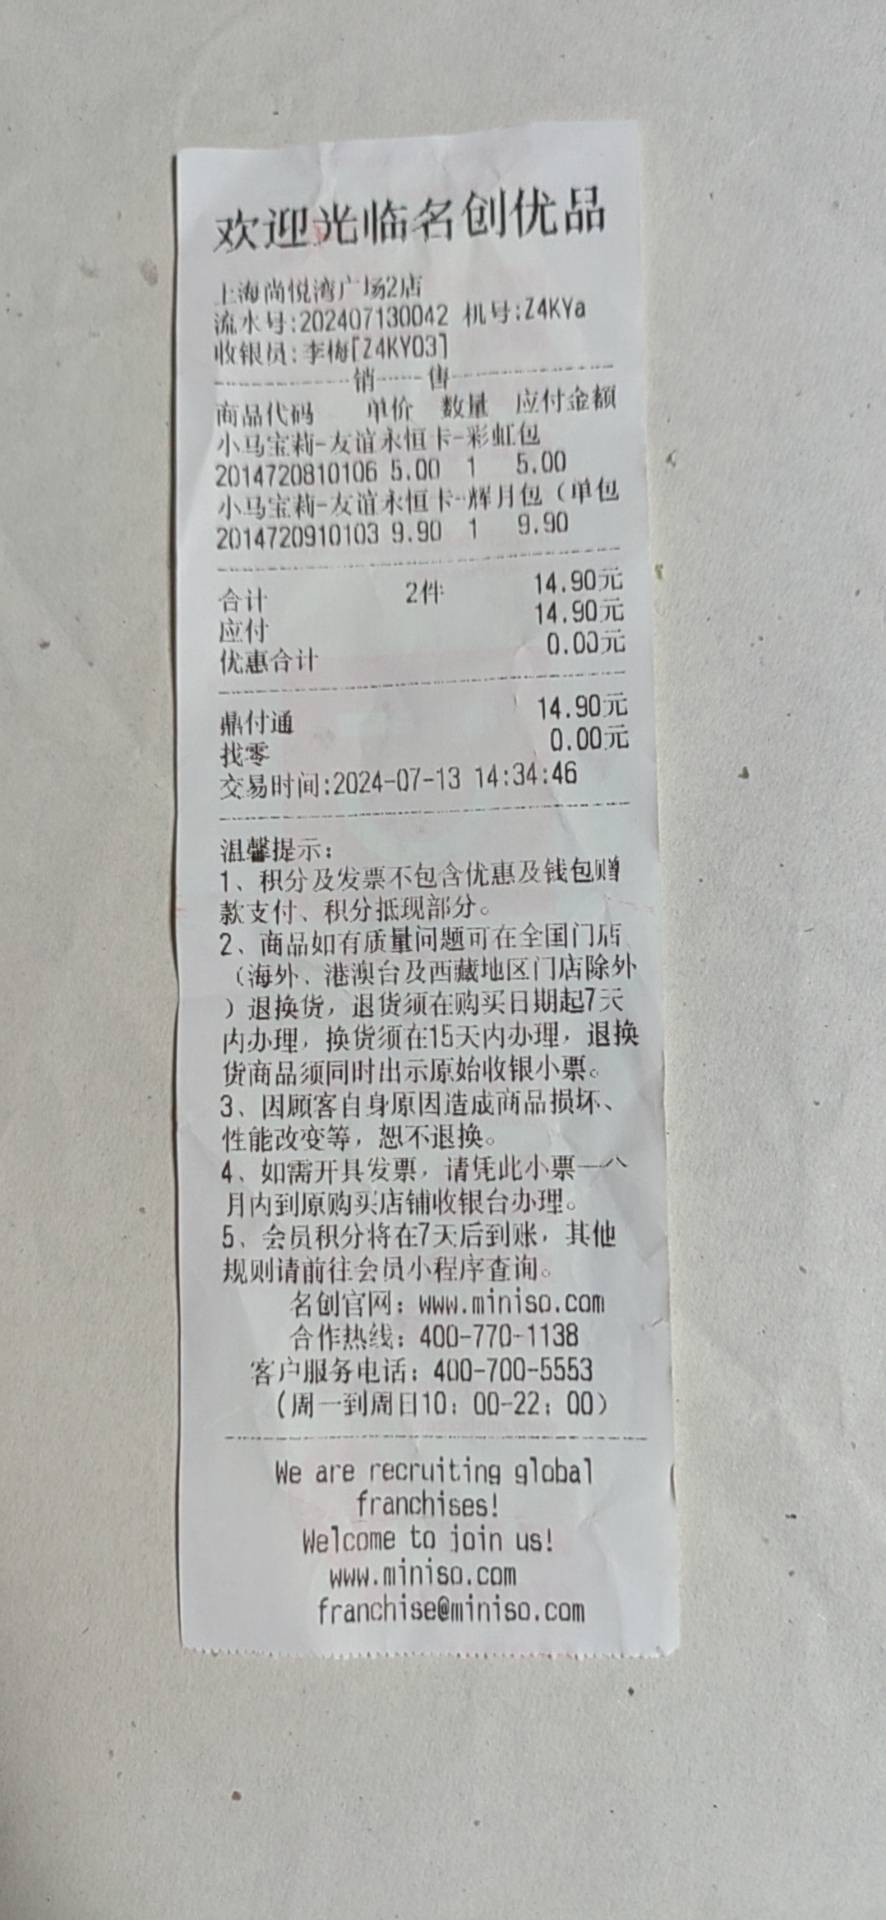 欢迎光临名创优品
上海尚悦湾广场2店
流水号:202407130042 机号:Z4KYa
收银员:李梅[Z4KY03]
销 售
商品代码 单价 数量 应付金额
小马宝莉-友谊永恒卡-彩虹包
2014720810106 5.00 1 5.00
小马宝莉-友谊永恒卡-辉月包（单包
2014720910103 9.90 1 9.90
合计 2件 14.90元
应付 14.90元
优惠合计 0.00元
鼎付通 14.90元
找零 0.00元
交易时间:2024-07-13 14:34:46
温馨提示:
1、积分及发票不包含优惠及钱包赠
款支付、积分抵现部分。
2、商品如有质量问题可在全国门店
（海外、港澳台及西藏地区门店除外
）退换货，退货须在购买日期起7天
内办理，换货须在15天内办理，退换
货商品须同时出示原始收银小票。
3、因顾客自身原因造成商品损坏、
性能改变等，恕不退换。
4、如需开具发票，请凭此小票一个
月内到原购买店铺收银台办理。
5、会员积分将在7天后到账，其他
规则请前往会员小程序查询。
名创官网：www.miniso.com
合作热线：400-770-1138
客户服务电话：400-700-5553
(周一到周日10：00-22：00)
We are recruiting global
franchises!
Welcome to join us!
www.miniso.com
franchise@miniso.com